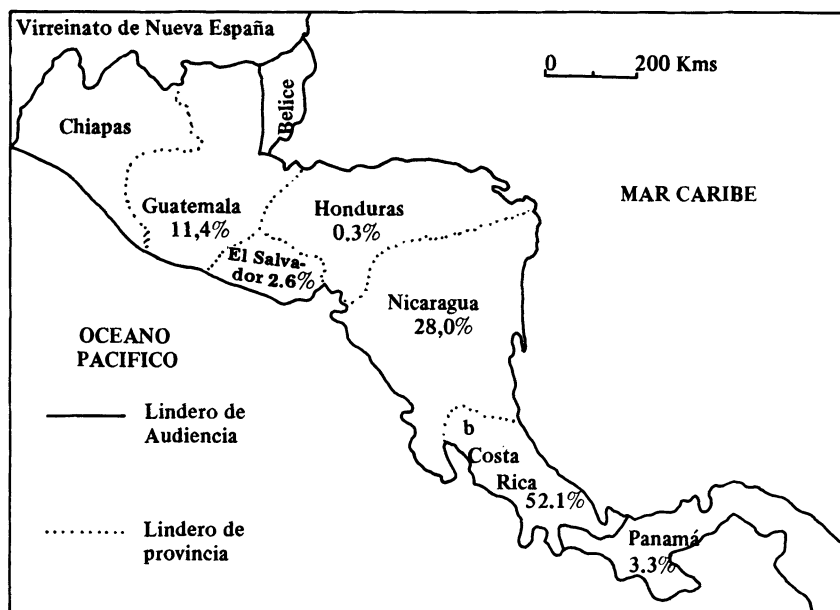 Virreinato de Nueva España
0 200 Kms
Belice
Chiapas
MAR CARIBE
Guatemala
11,4%
Honduras
0.3%
El Salva-
dor 2.6%
Nicaragua
28,0%
OCEANO
PACIFICO
Lindero de
Audiencia
b
Costa
Rica
52.1%
Lindero de
provincia
Panamá
3.3%